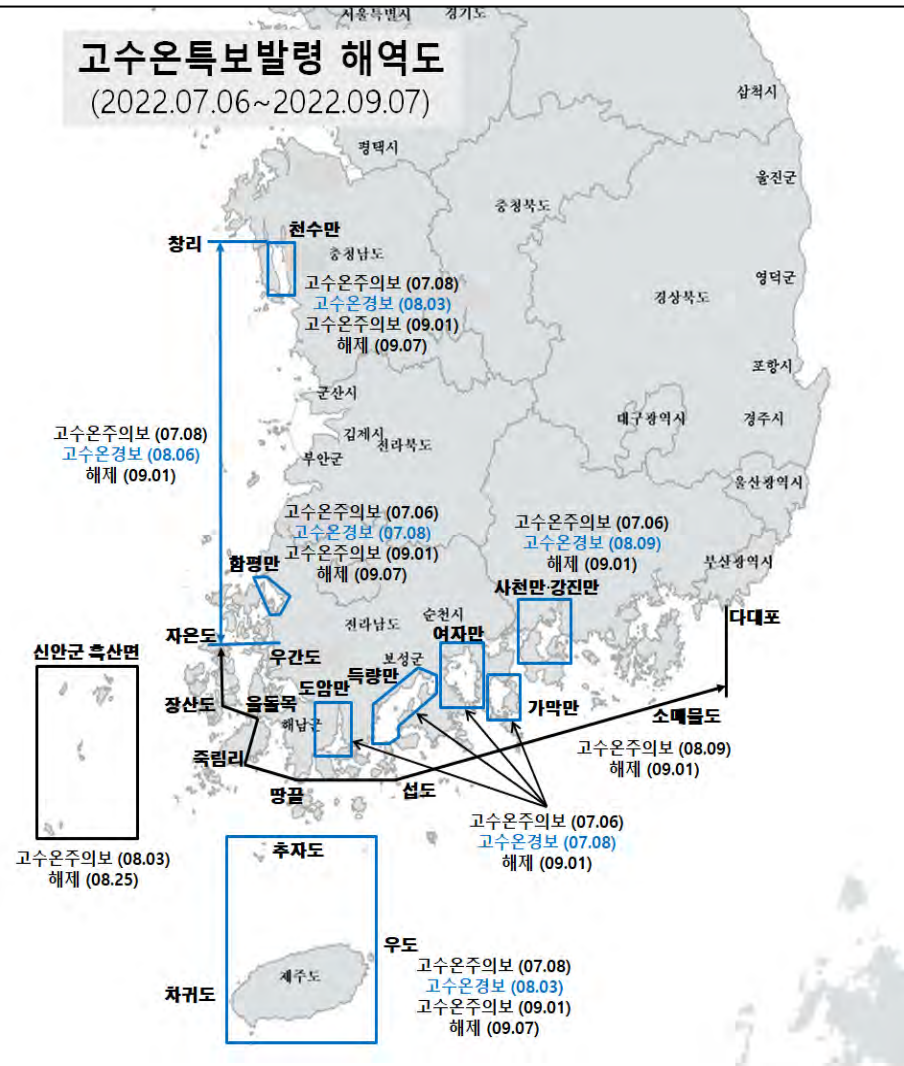 서울특별시 경기도
고수온특보발령 해역도
(2022.07.06~2022.09.07)
삼척시
평택시
울진군
충청북도
천수만
창리
충청남도
고수온주의보 (07.08)
고수온경보 (08.03)
고수온주의보 (09.01)
해제 (09.07)
영덕군
경상북도
포항시
군산시
김제시
전라북도
부안군
대구광역시
경주시
고수온주의보 (07.08)
고수온경보 (08.06)
해제 (09.01)
울산광역시
고수온주의보 (07.06)
고수온경보 (07.08)
고수온주의보 (09.01)
해제 (09.07)
함평만
고수온주의보 (07.06)
고수온경보 (08.09)
해제 (09.01)
사천만·강진만
부산광역시
다대포
전라남도
순천시
여자만
자은도
우간도
보성군
득량만
도암만
신안군 흑산면
장산도
울돌목
해남군
가막만
소매물도
죽림리
땅끝
섭도
고수온주의보 (08.09)
해제 (09.01)
고수온주의보 (07.06)
고수온경보 (07.08)
해제 (09.01)
고수온주의보 (08.03)
해제 (08.25)
추자도
우도
제주도
차귀도
고수온주의보 (07.08)
고수온경보 (08.03)
고수온주의보 (09.01)
해제 (09.07)